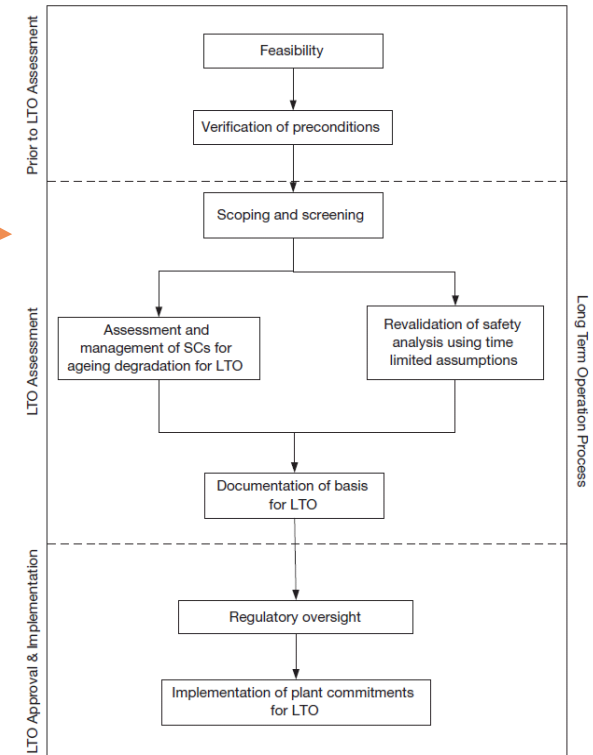 Prior to LTO Assessment
Feasibility
Verification of preconditions
LTO Assessment
Scoping and screening
Assessment and
management of SCs for
ageing degradation for LTO
Revalidation of safety
analysis using time
limited assumptions
Documentation of basis
for LTO
LTO Approval & Implementation
Regulatory oversight
Implementation of plant commitments
for LTO
Long Term Operation Process